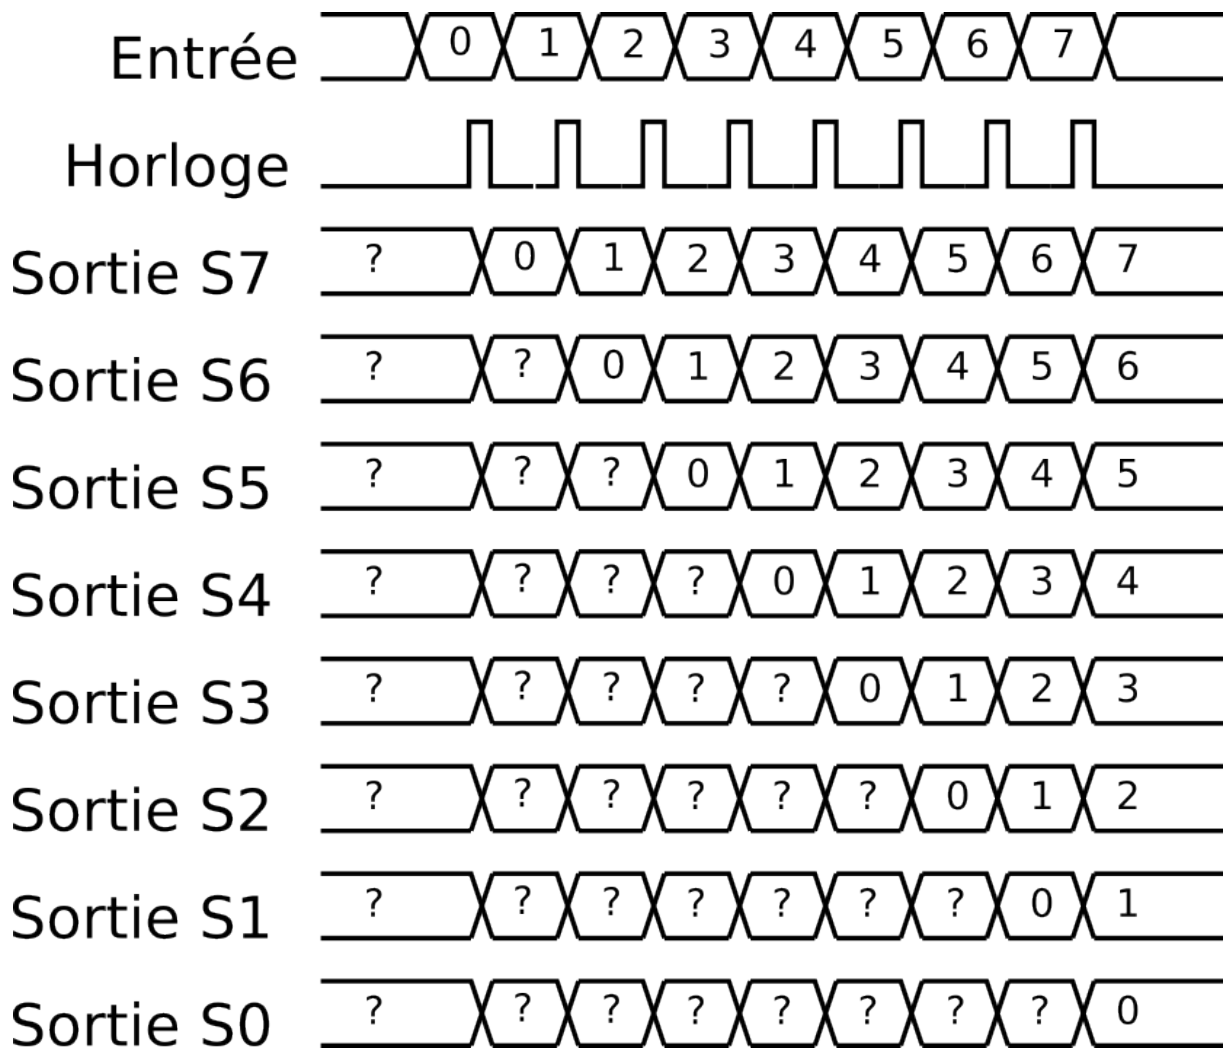 Entrée 0 1 2 3 4 5 6 7
Horloge
Sortie S7 ? 0 1 2 3 4 5 6 7
Sortie S6 ? ? 0 1 2 3 4 5 6
Sortie S5 ? ? ? 0 1 2 3 4 5
Sortie S4 ? ? ? ? 0 1 2 3 4
Sortie S3 ? ? ? ? ? 0 1 2 3
Sortie S2 ? ? ? ? ? ? 0 1 2
Sortie S1 ? ? ? ? ? ? ? 0 1
Sortie S0 ? ? ? ? ? ? ? ? 0